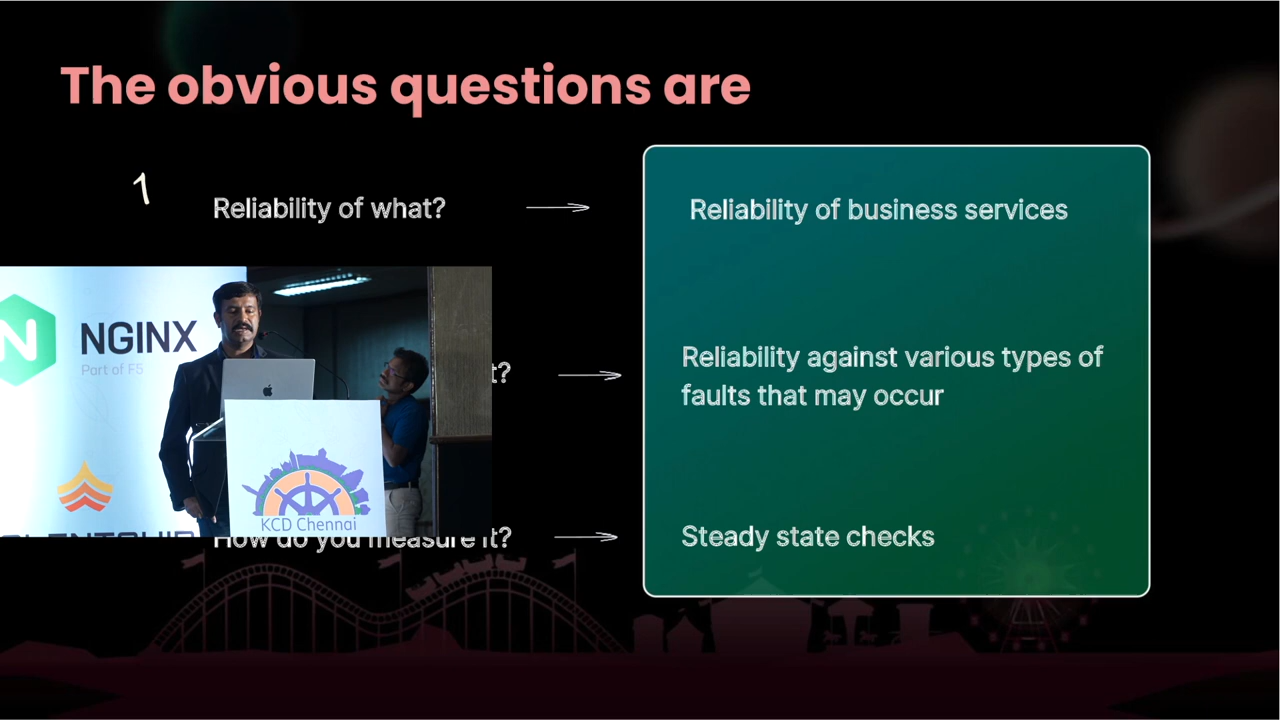 The obvious questions are
1
Reliability of what?
Reliability of business services
NGINX
Part of F5
t?
Reliability against various types of
faults that may occur
KCD Chennai
How do you measure it?
Steady state checks